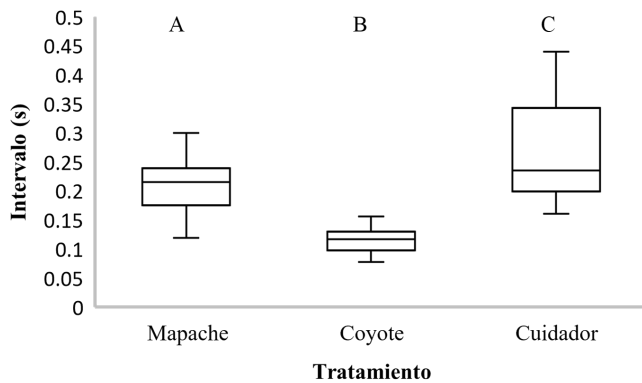 0.5
A
B
C
0.45
0.4
0.35
0.3
0.25
0.2
0.15
0.1
0.05
0
Intervalo (s)
Mapache
Coyote
Cuidador
Tratamiento